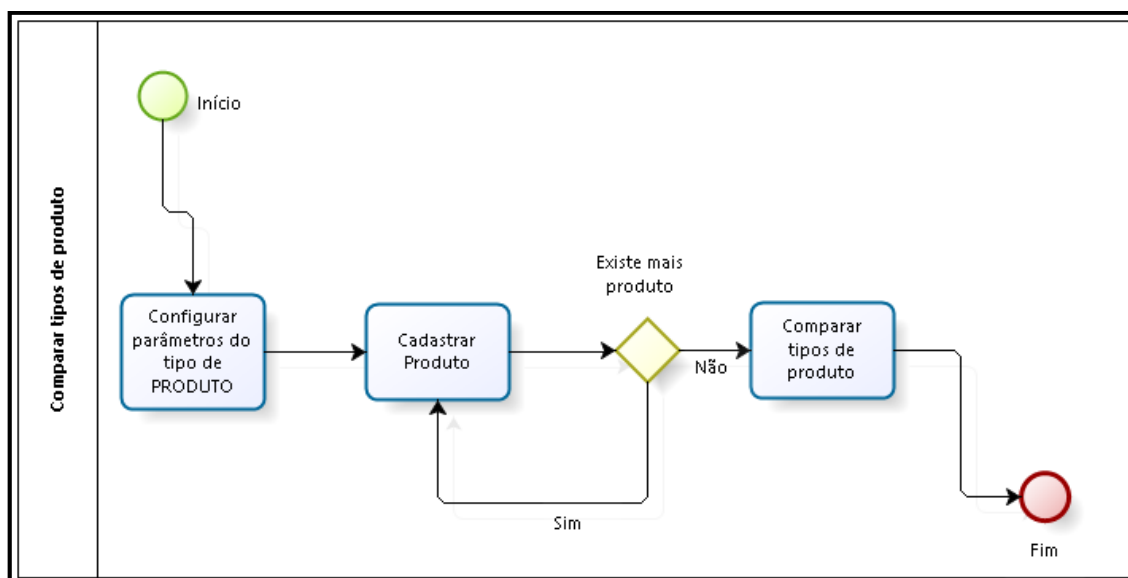 Comparar tipos de produto
Início
Configurar
parâmetros do
tipo de
PRODUTO
Cadastrar
Produto
Existe mais
produto
Sim
Não
Comparar
tipos de
produto
Fim